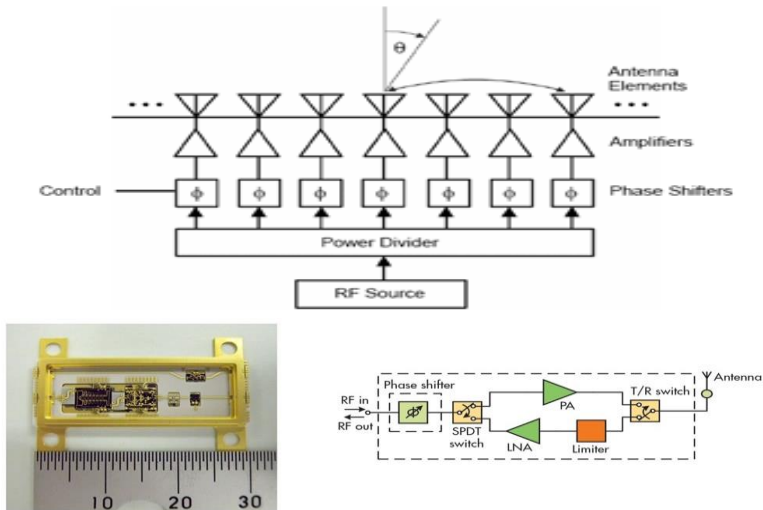 θ
Antenna
Elements
Amplifiers
Control
ϕ ϕ ϕ ϕ ϕ ϕ ϕ
Phase Shifters
Power Divider
RF Source
10 20 30
Phase shifter
RF in
RF out
ϕ
SPDT
switch
PA
LNA
Limiter
T/R switch
Antenna